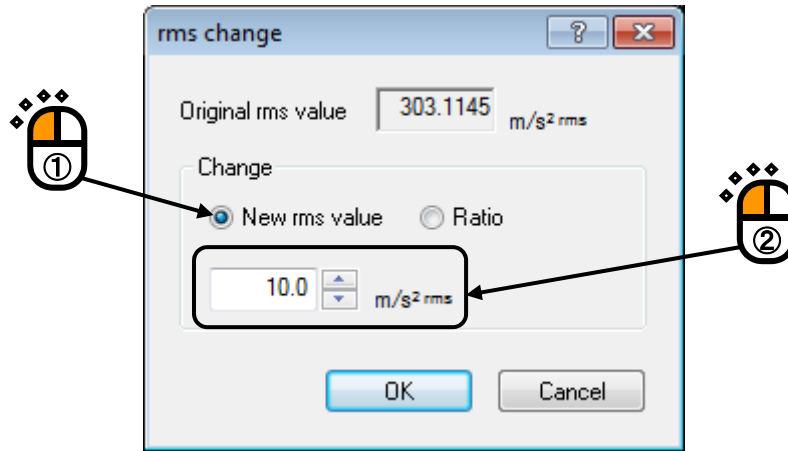 rms change
Original rms value 303.1145 m/s² rms
Change
①
New rms value Ratio
②
10.0 m/s² rms
OK Cancel